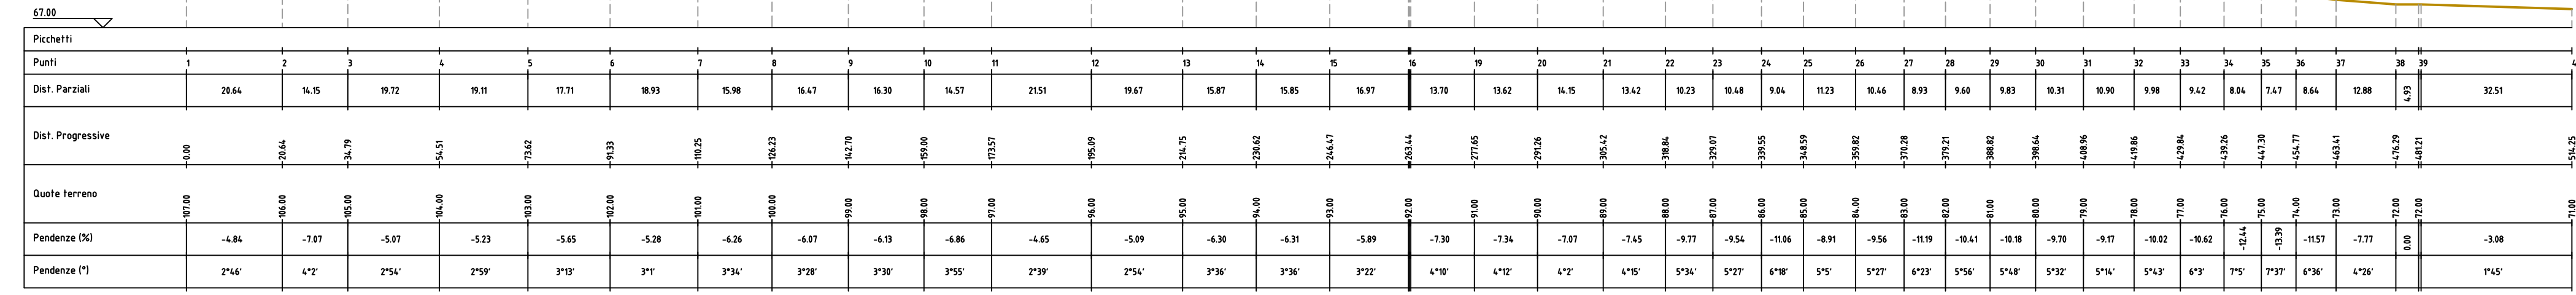 67.00
Picchetti
Punti 1 2 3 4 5 6 7 8 9 10 11 12 13 14 15 16 19 20 21 22 23 24 25 26 27 28 29 30 31 32 33 34 35 36 37 38 39 4
Dist. Parziali 20.64 14.15 19.72 19.11 17.71 18.93 15.98 16.47 16.30 14.57 21.51 19.67 15.87 15.85 16.97 13.70 13.62 14.15 13.42 10.23 10.48 9.04 11.23 10.46 8.93 9.60 9.83 10.31 10.90 9.98 9.42 8.04 7.47 8.64 12.88 4.93 32.51
Dist. Progressive 0.00 20.64 34.79 54.51 73.62 91.33 110.25 126.23 142.70 159.00 173.57 195.09 214.75 230.62 246.47 263.44 277.65 291.26 305.42 318.84 329.07 339.55 348.59 359.82 370.28 379.21 388.82 398.64 408.96 419.86 429.84 439.26 447.30 454.77 463.41 476.29 481.21 514.25
Quote terreno 107.00 106.00 105.00 104.00 103.00 102.00 101.00 100.00 99.00 98.00 97.00 96.00 95.00 94.00 93.00 92.00 91.00 90.00 89.00 88.00 87.00 86.00 85.00 84.00 83.00 82.00 81.00 80.00 79.00 78.00 77.00 76.00 75.00 74.00 73.00 72.00 72.00 71.00
Pendenze (%) -4.84 -7.07 -5.07 -5.23 -5.65 -5.28 -6.26 -6.07 -6.13 -6.86 -4.65 -5.09 -6.30 -6.31 -5.89 -7.30 -7.34 -7.07 -7.45 -9.77 -9.54 -11.06 -8.91 -9.56 -11.19 -10.41 -10.18 -9.70 -9.17 -10.02 -10.62 -12.44 -13.39 -11.57 -7.77 0.00 -3.08
Pendenze (°) 2°46' 4°2' 2°54' 2°59' 3°13' 3°1' 3°34' 3°28' 3°30' 3°55' 2°39' 2°54' 3°36' 3°36' 3°22' 4°10' 4°12' 4°2' 4°15' 5°34' 5°27' 6°18' 5°5' 5°27' 6°23' 5°56' 5°48' 5°32' 5°14' 5°43' 6°3' 7°5' 7°37' 6°36' 4°26' 1°45'